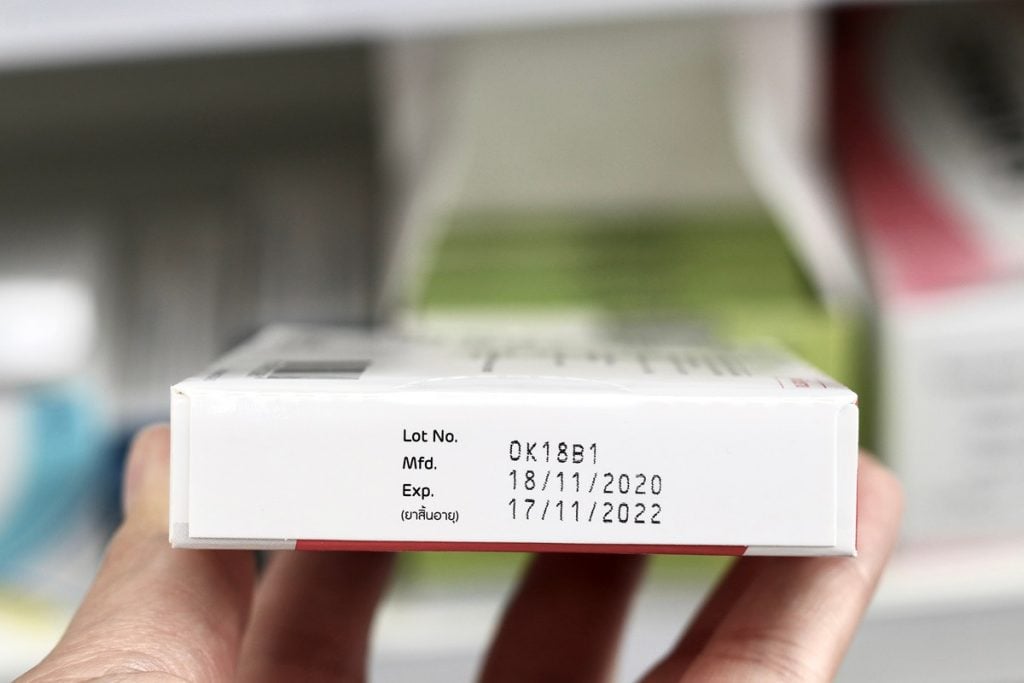 Lot No. 0K18B1
Mfd. 18/11/2020
Exp. 17/11/2022
(ยาสิ้นอายุ)